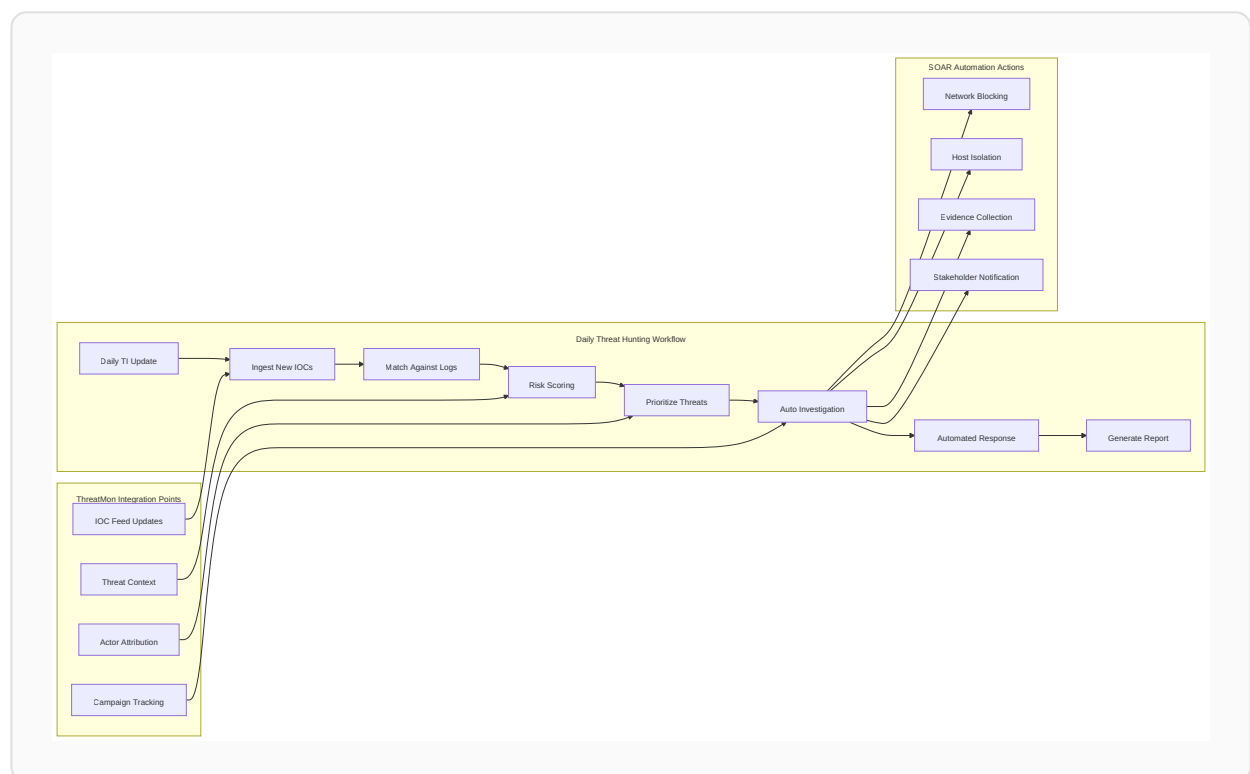 SOAR Automation Actions
Network Blocking
Host Isolation
Evidence Collection
Stakeholder Notification
Daily Threat Hunting Workflow
Daily TI Update
Ingest New IOCs
Match Against Logs
Risk Scoring
Prioritize Threats
Auto Investigation
Automated Response
Generate Report
ThreatMon Integration Points
IOC Feed Updates
Threat Context
Actor Attribution
Campaign Tracking